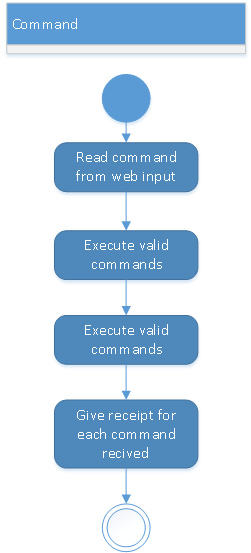 Command
Read command
from web input
Execute valid
commands
Execute valid
commands
Give receipt for
each command
recived